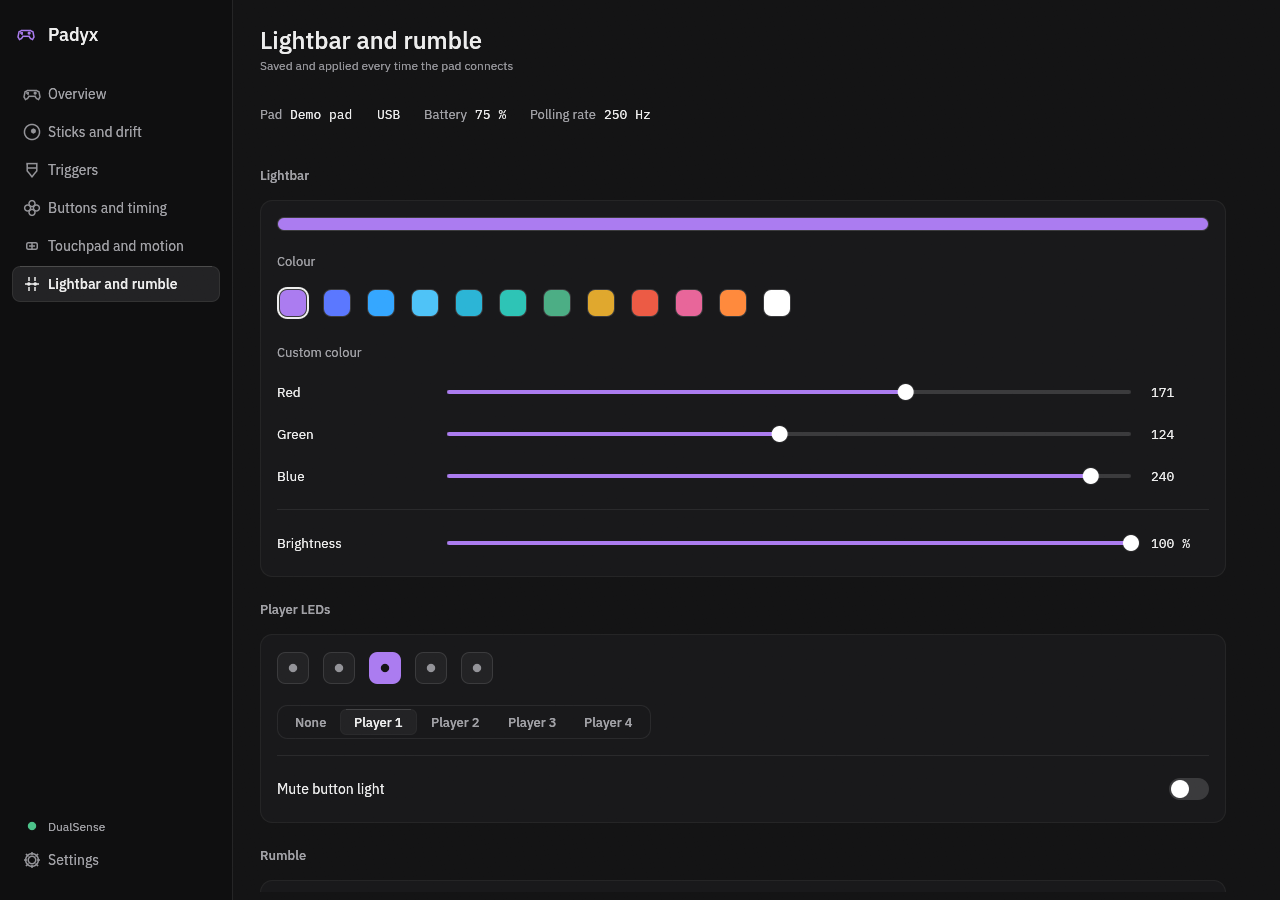 Padyx
Overview
Sticks and drift
Triggers
Buttons and timing
Touchpad and motion
Lightbar and rumble
DualSense
Settings
Lightbar and rumble
Saved and applied every time the pad connects
Pad Demo pad USB Battery 75 % Polling rate 250 Hz
Lightbar
Colour
Custom colour
Red 171
Green 124
Blue 240
Brightness 100 %
Player LEDs
None Player 1 Player 2 Player 3 Player 4
Mute button light
Rumble